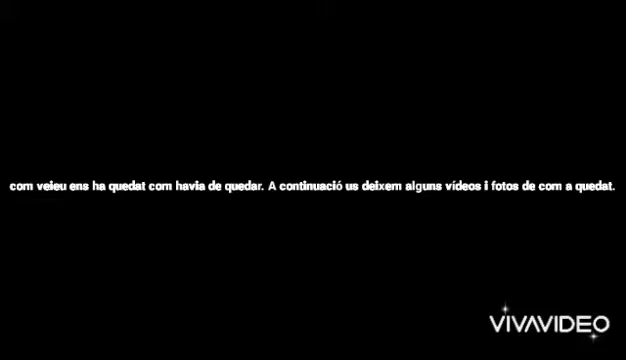 com veieu ens ha quedat com havia de quedar. A continuació us deixem alguns vídeos i fotos de com a quedat.
VIVAVIDEO